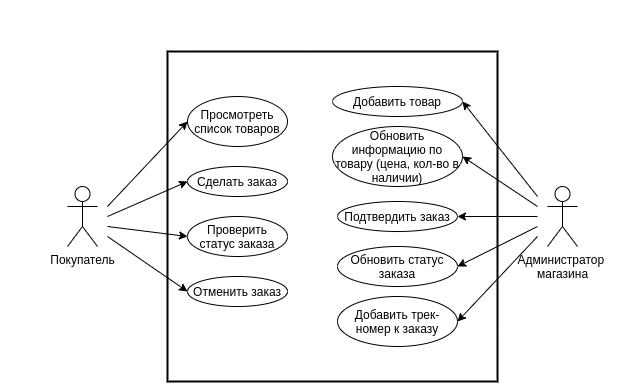 Просмотреть
список товаров
Сделать заказ
Проверить
статус заказа
Отменить заказ
Покупатель
Добавить товар
Обновить
информацию по
товару (цена, кол-во в
наличии)
Подтвердить заказ
Обновить статус
заказа
Добавить трек-
номер к заказу
Администратор
магазина